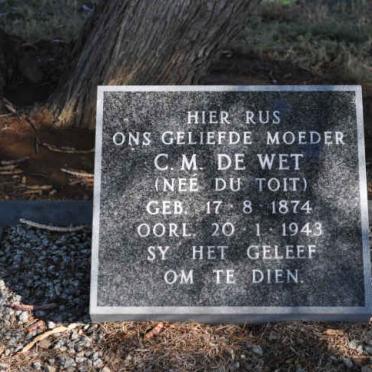 HIER RUS
ONS GELIEFDE MOEDER
C.M. DE WET
(NEE DU TOIT)
GEB. 17·8·1874
OORL. 20·1·1943
SY HET GELEEF
OM TE DIEN.